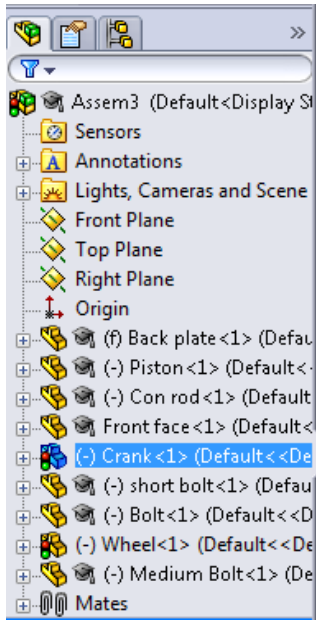 »
Assem3 (Default<Display St
Sensors
A Annotations
Lights, Cameras and Scene
Front Plane
Top Plane
Right Plane
Origin
(f) Back plate<1> (Defau
(-) Piston<1> (Default<
(-) Con rod<1> (Default
Front face<1> (Default<
(-) Crank<1> (Default<<De
(-) short bolt<1> (Defau
(-) Bolt<1> (Default<<D
(-) Wheel<1> (Default<<De
(-) Medium Bolt<1> (De
Mates